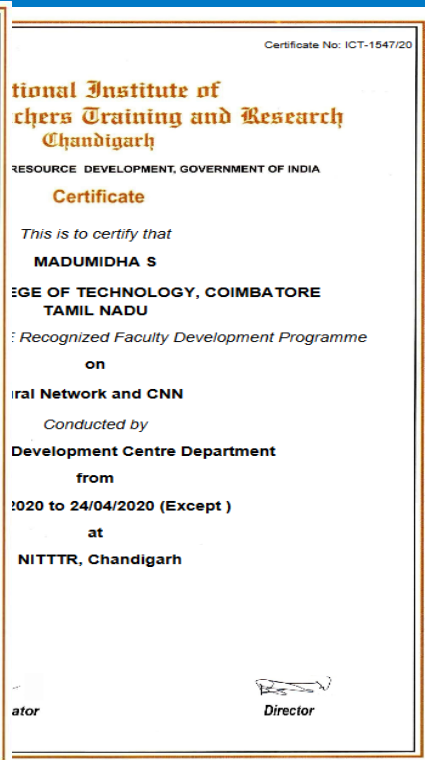 Certificate No: ICT-1547/20
tional Institute of
chers Training and Research
Chandigarh
RESOURCE DEVELOPMENT, GOVERNMENT OF INDIA
Certificate
This is to certify that
MADUMIDHA S
EGE OF TECHNOLOGY, COIMBATORE
TAMIL NADU
E Recognized Faculty Development Programme
on
ral Network and CNN
Conducted by
Development Centre Department
from
2020 to 24/04/2020 (Except )
at
NITTTR, Chandigarh
ator
Director